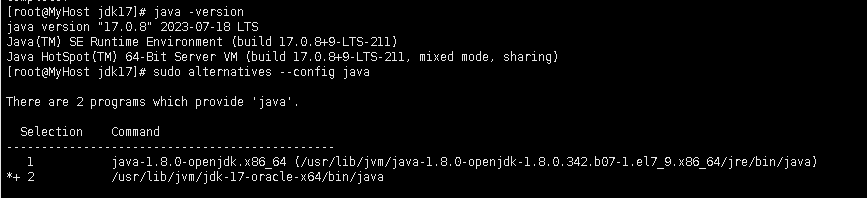 [root@MyHost jdk17]# java -version
java version "17.0.8" 2023-07-18 LTS
Java(TM) SE Runtime Environment (build 17.0.8+9-LTS-211)
Java HotSpot(TM) 64-Bit Server VM (build 17.0.8+9-LTS-211, mixed mode, sharing)
[root@MyHost jdk17]# sudo alternatives --config java
There are 2 programs which provide 'java'.
Selection    Command
-----------------------------------------------
1           java-1.8.0-openjdk.x86_64 (/usr/lib/jvm/java-1.8.0-openjdk-1.8.0.342.b07-1.el7_9.x86_64/jre/bin/java)
*+ 2           /usr/lib/jvm/jdk-17-oracle-x64/bin/java